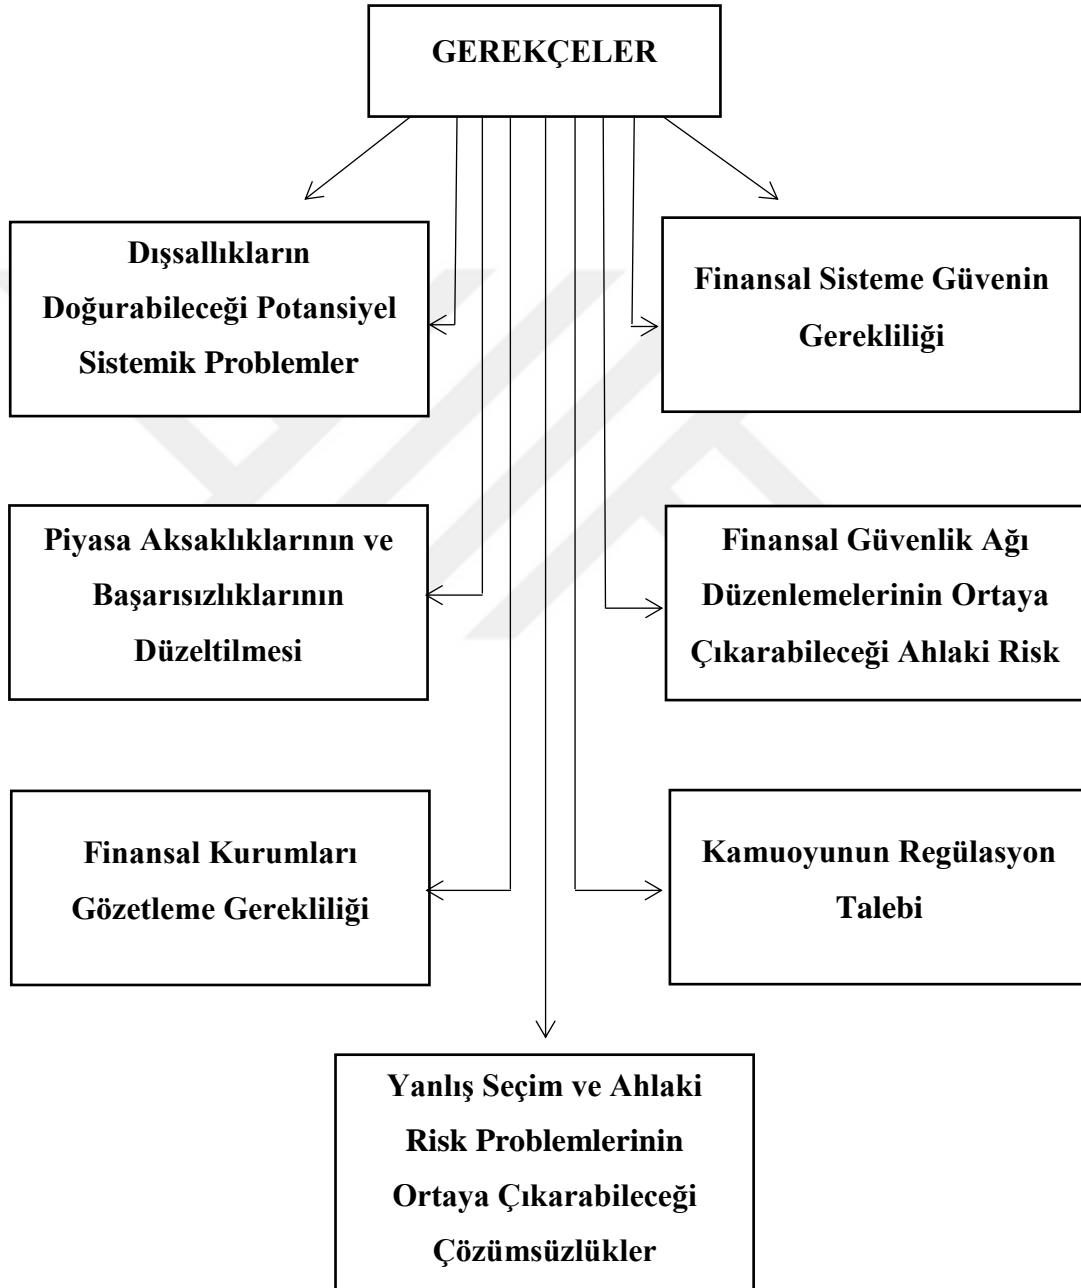 GEREKÇELER
Dışsallıkların
Doğurabileceği Potansiyel
Sistemik Problemler
Finansal Sisteme Güvenin
Gerekliliği
Piyasa Aksaklıklarının ve
Başarısızlıklarının
Düzeltilmesi
Finansal Güvenlik Ağı
Düzenlemelerinin Ortaya
Çıkarabileceği Ahlaki Risk
Finansal Kurumları
Gözetleme Gerekliliği
Kamuoyunun Regülasyon
Talebi
Yanlış Seçim ve Ahlaki
Risk Problemlerinin
Ortaya Çıkarabileceği
Çözümsüzlükler